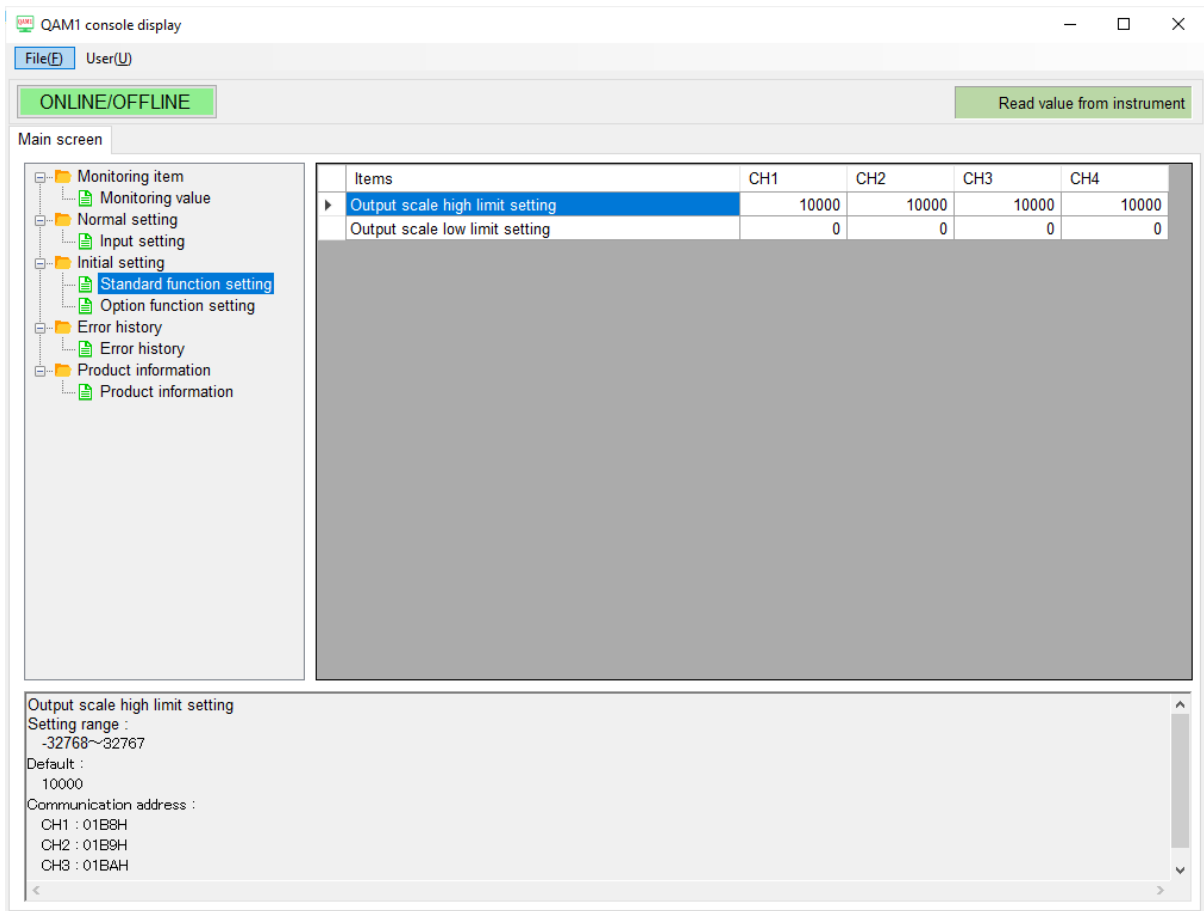 QAM1 console display
File(F) User(U)
ONLINE/OFFLINE
Read value from instrument
Main screen
Monitoring item
Monitoring value
Normal setting
Input setting
Initial setting
Standard function setting
Option function setting
Error history
Error history
Product information
Product information
Items CH1 CH2 CH3 CH4
Output scale high limit setting 10000 10000 10000 10000
Output scale low limit setting 0 0 0 0
Output scale high limit setting
Setting range :
-32768～32767
Default :
10000
Communication address :
CH1 : 01B8H
CH2 : 01B9H
CH3 : 01BAH